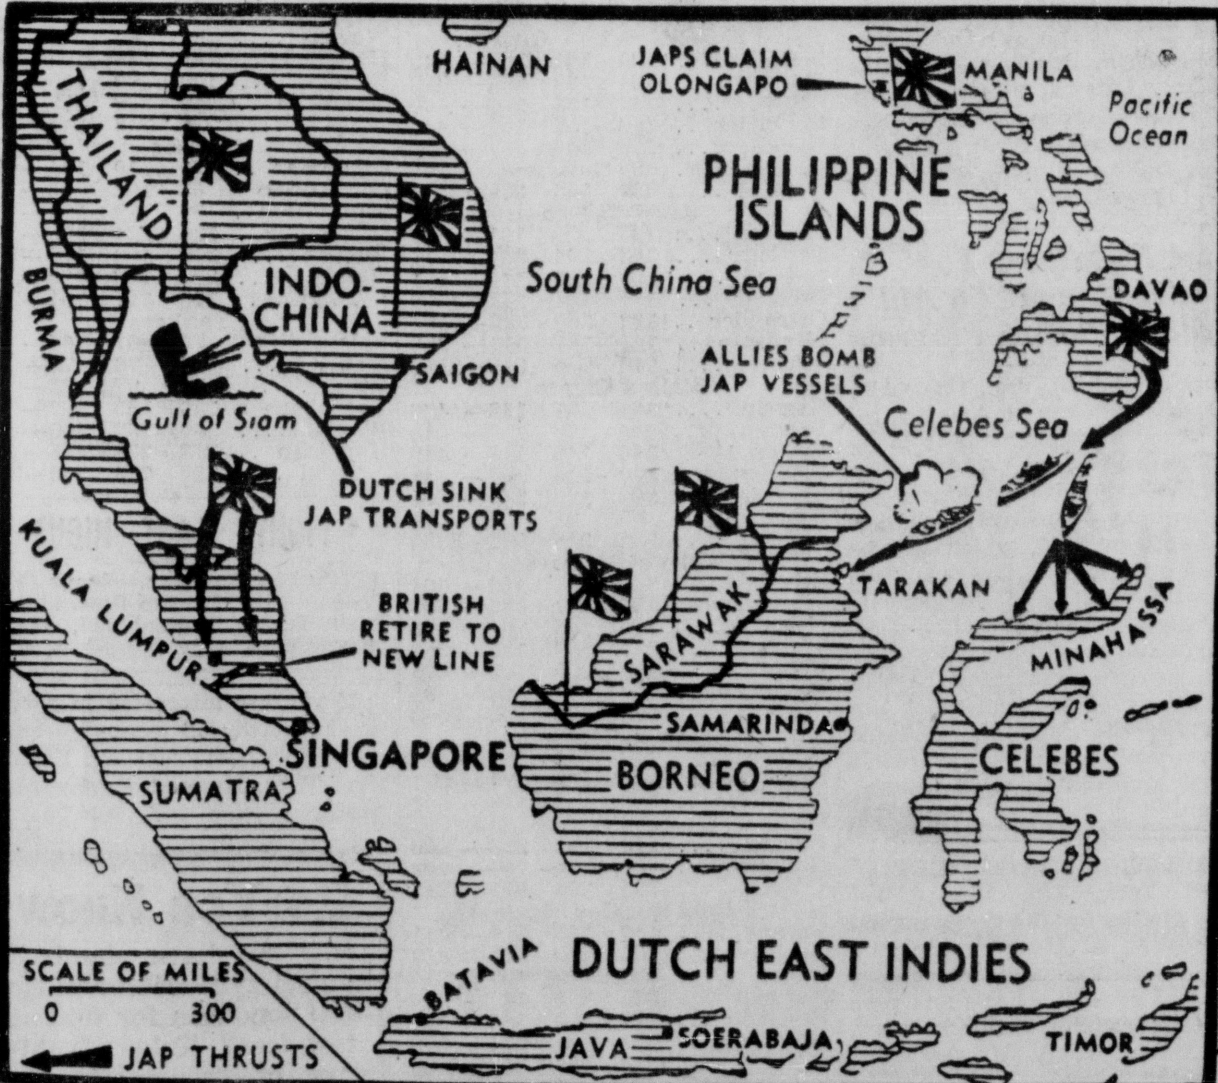 HAINAN
JAPS CLAIM
OLONGAPO
MANILA
Pacific
Ocean
THAILAND
PHILIPPINE
ISLANDS
BURMA
INDO-
CHINA
South China Sea
DAVAO
SAIGON
ALLIES BOMB
JAP VESSELS
Gulf of Siam
Celebes Sea
DUTCH SINK
JAP TRANSPORTS
KUALA LUMPUR
TARAKAN
BRITISH
RETIRE TO
NEW LINE
SARAWAK
MINAHASSA
SAMARINDA
SINGAPORE
BORNEO
CELEBES
SUMATRA
BATAVIA
DUTCH EAST INDIES
SCALE OF MILES
0 300
JAP THRUSTS
JAVA
SOERABAJA
TIMOR